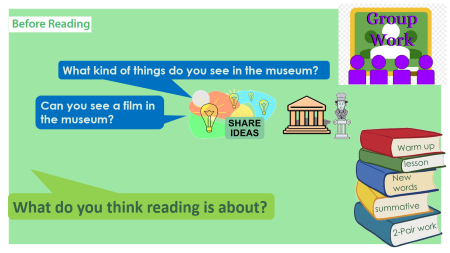 Before Reading
Group
Work
What kind of things do you see in the museum?
Can you see a film in
the museum?
SHARE
IDEAS
What do you think reading is about?
Warm up
lesson
New
words
summative
2-Pair work